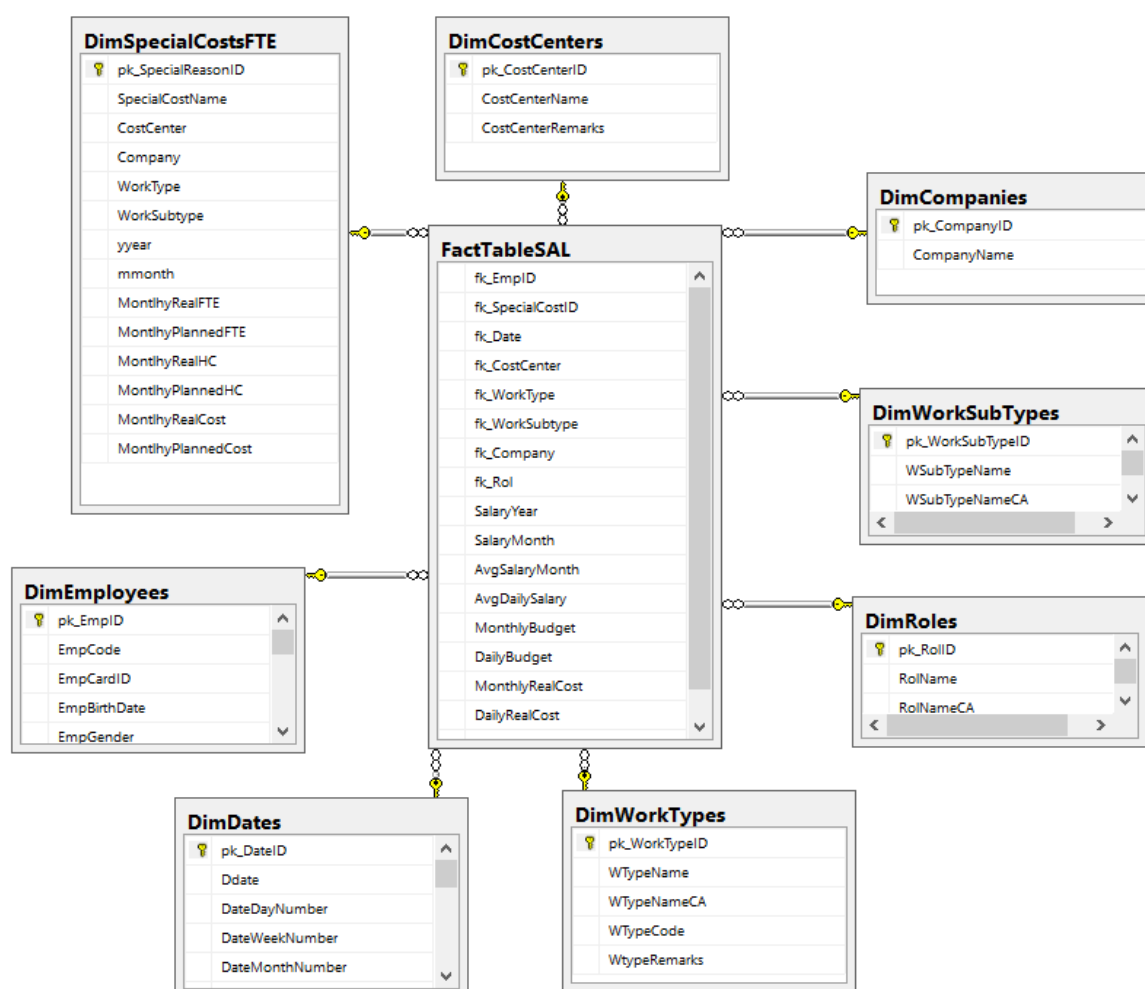 DimSpecialCostsFTE
pk_SpecialReasonID
SpecialCostName
CostCenter
Company
WorkType
WorkSubtype
yyear
mmonth
MontlhyRealFTE
MontlhyPlannedFTE
MontlhyRealHC
MontlhyPlannedHC
MontlhyRealCost
MontlhyPlannedCost
DimCostCenters
pk_CostCenterID
CostCenterName
CostCenterRemarks
DimCompanies
pk_CompanyID
CompanyName
FactTableSAL
fk_EmpID
fk_SpecialCostID
fk_Date
fk_CostCenter
fk_WorkType
fk_WorkSubtype
fk_Company
fk_Rol
SalaryYear
SalaryMonth
AvgSalaryMonth
AvgDailySalary
MonthlyBudget
DailyBudget
MonthlyRealCost
DailyRealCost
DimWorkSubTypes
pk_WorkSubTypeID
WSubTypeName
WSubTypeNameCA
DimEmployees
pk_EmpID
EmpCode
EmpCardID
EmpBirthDate
EmpGender
DimRoles
pk_RolID
RolName
RolNameCA
DimDates
pk_DateID
Ddate
DateDayNumber
DateWeekNumber
DateMonthNumber
DimWorkTypes
pk_WorkTypeID
WTypeName
WTypeNameCA
WTypeCode
WtypeRemarks